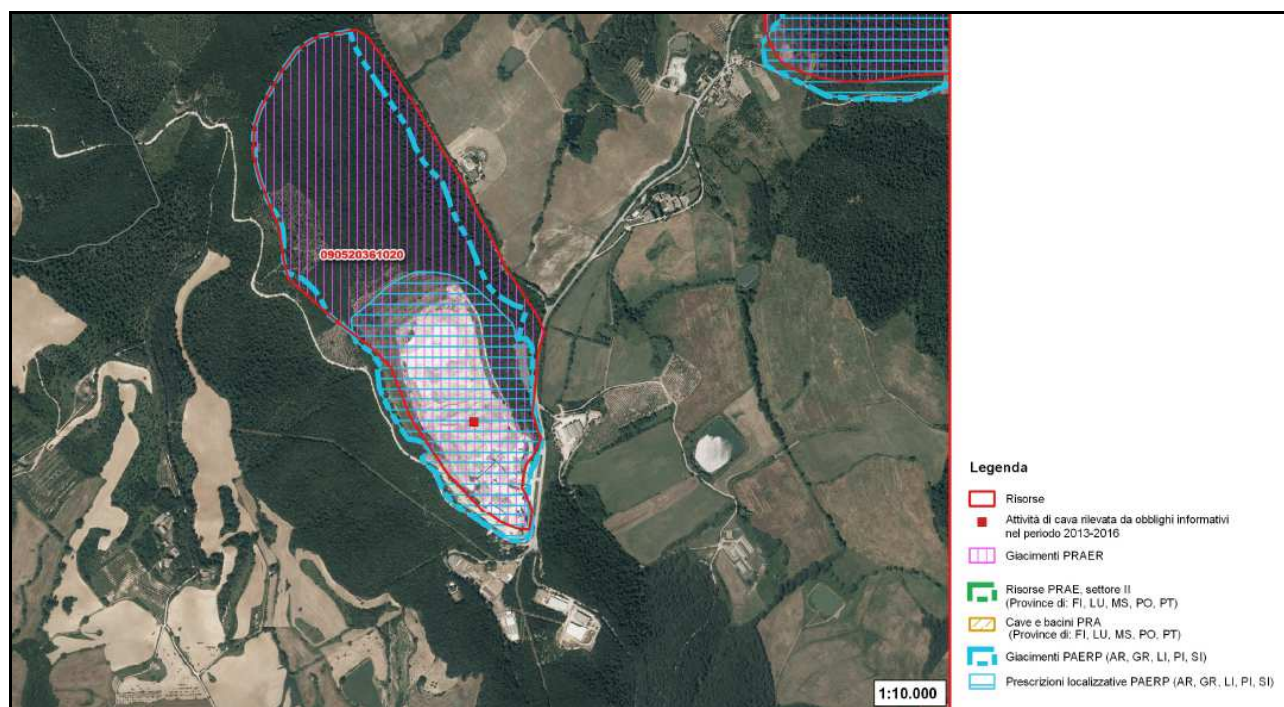 090520361020
1:10.000
Legenda
Risorse
Attività di cava rilevata da obblighi informativi
nel periodo 2013-2016
Giacimenti PRAER
Risorse PRAE, settore II
(Province di: FI, LU, MS, PO, PT)
Cave e bacini PRA
(Province di: FI, LU, MS, PO, PT)
Giacimenti PAERP (AR, GR, LI, PI, SI)
Prescrizioni localizzative PAERP (AR, GR, LI, PI, SI)